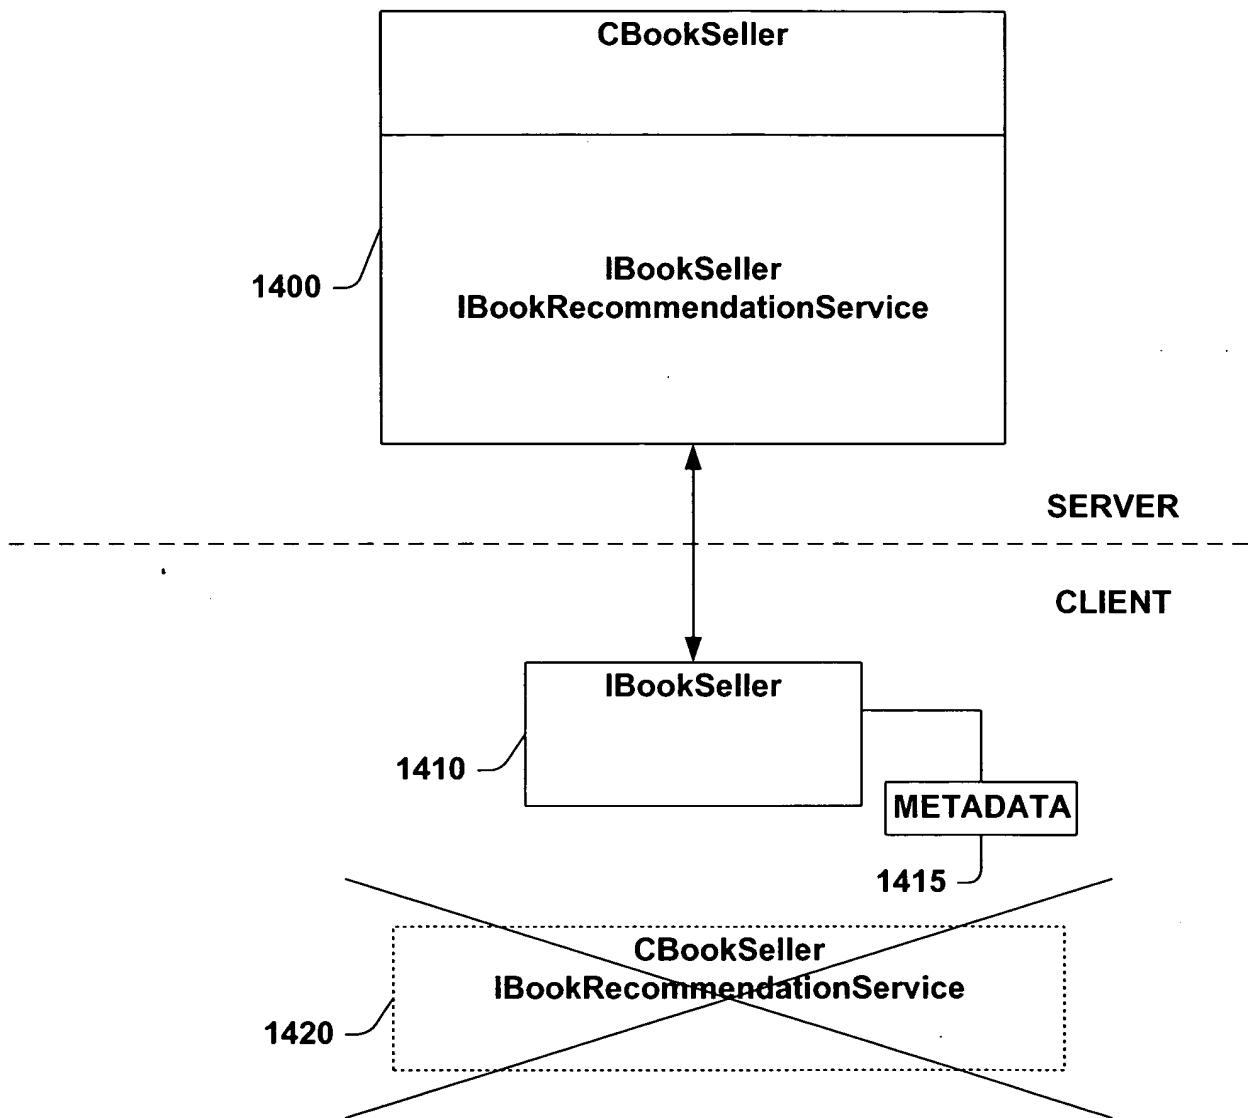 CBookSeller
IBookSeller
IBookRecommendationService
1400
SERVER
CLIENT
IBookSeller
1410
METADATA
1415
CBookSeller
IBookRecommendationService
1420